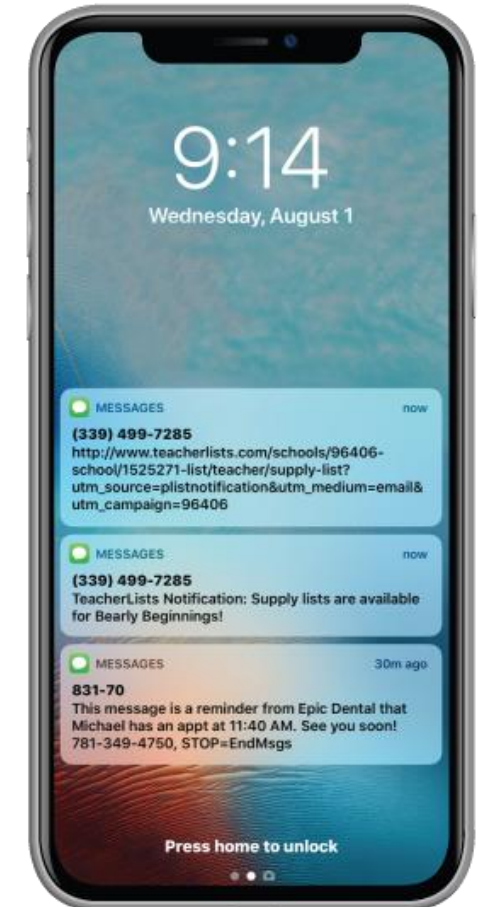 9:14
Wednesday, August 1
MESSAGES now
(339) 499-7285
http://www.teacherlists.com/schools/96406-
school/1525271-list/teacher/supply-list?
utm_source=plistnotification&utm_medium=email&
utm_campaign=96406
MESSAGES now
(339) 499-7285
TeacherLists Notification: Supply lists are available
for Bearly Beginnings!
MESSAGES 30m ago
831-70
This message is a reminder from Epic Dental that
Michael has an appt at 11:40 AM. See you soon!
781-349-4750, STOP=EndMsgs
Press home to unlock